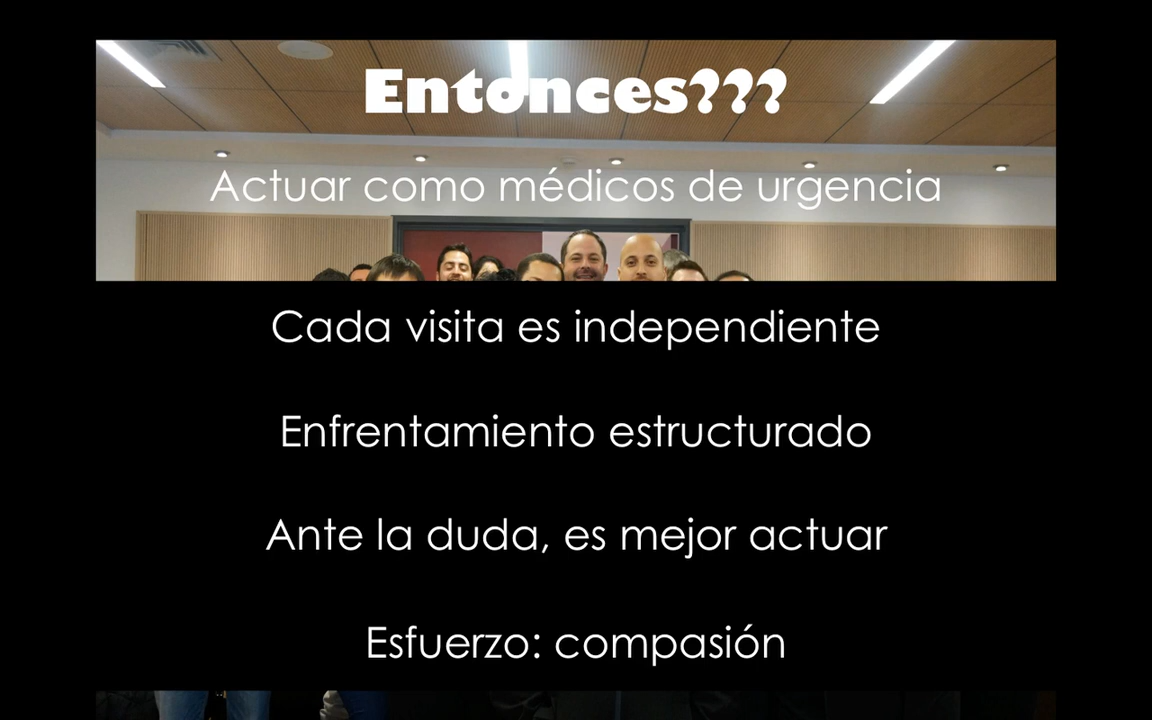 Entonces???
Actuar como médicos de urgencia
Cada visita es independiente
Enfrentamiento estructurado
Ante la duda, es mejor actuar
Esfuerzo: compasión